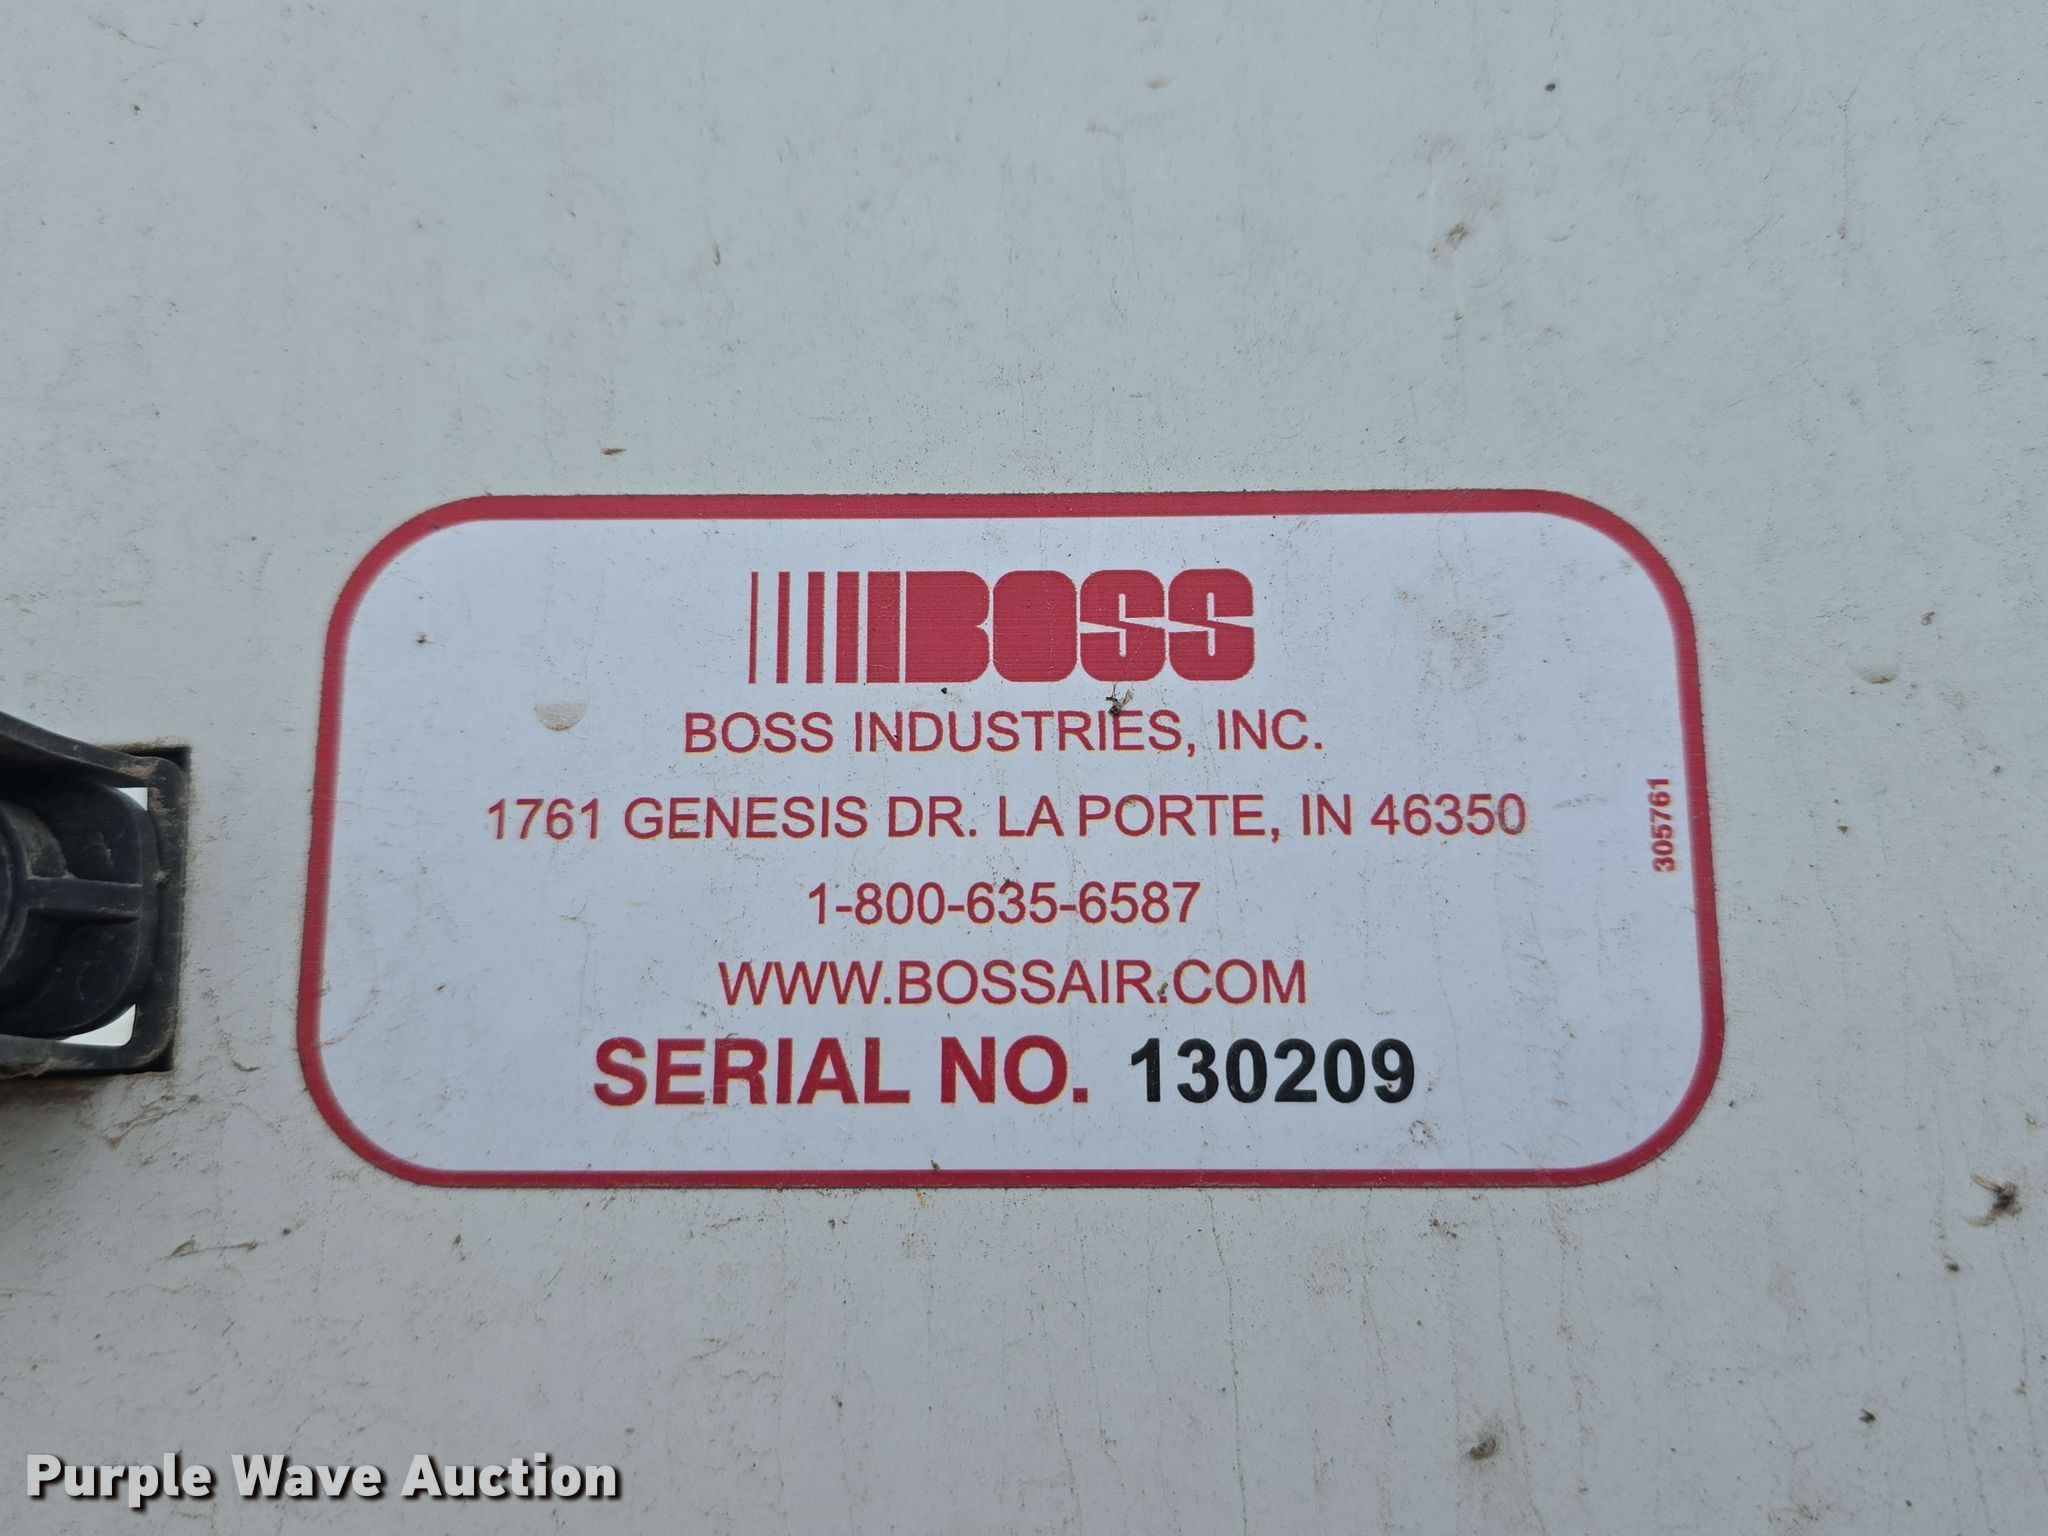 BOSS
BOSS INDUSTRIES, INC.
1761 GENESIS DR. LA PORTE, IN 46350
1-800-635-6587
WWW.BOSSAIR.COM
SERIAL NO. 130209
305761
Purple Wave Auction